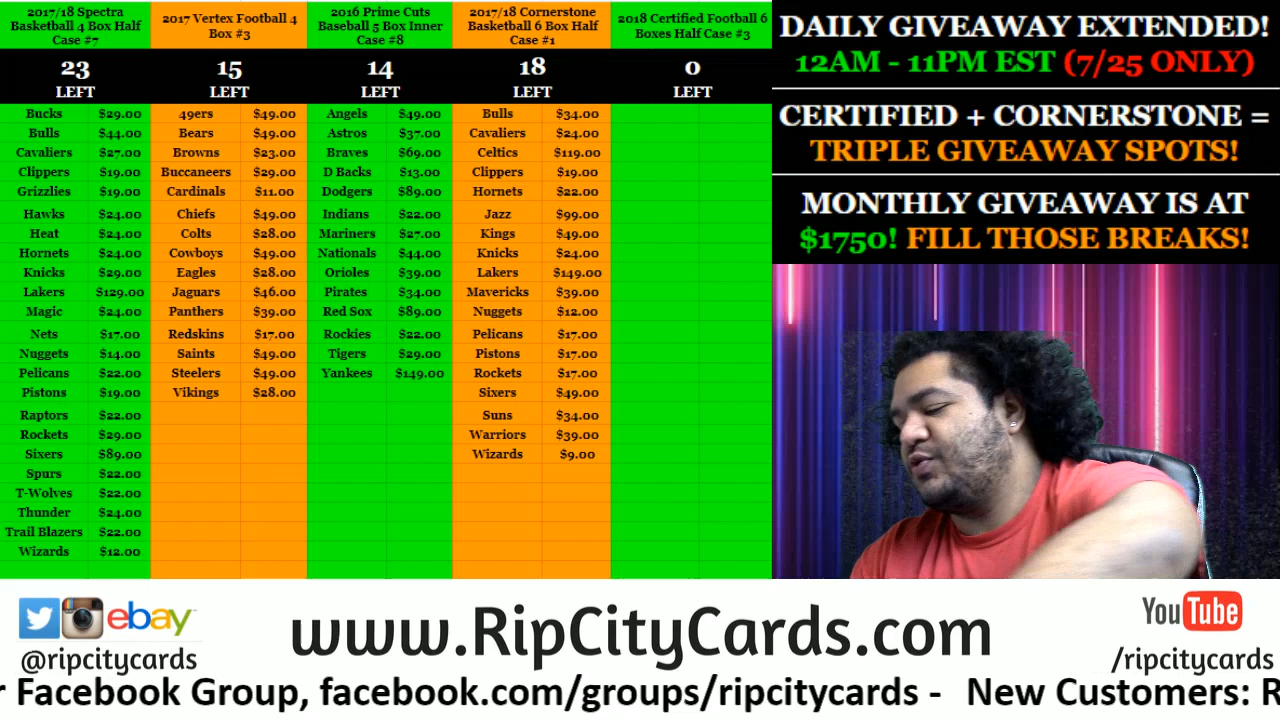 2017/18 Spectra
Basketball 4 Box Half
Case #7
23
LEFT
Bucks $29.00
Bulls $44.00
Cavaliers $27.00
Clippers $19.00
Grizzlies $19.00
Hawks $24.00
Heat $24.00
Hornets $24.00
Knicks $29.00
Lakers $129.00
Magic $24.00
Nets $17.00
Nuggets $14.00
Pelicans $22.00
Pistons $19.00
Raptors $22.00
Rockets $29.00
Sixers $89.00
Spurs $22.00
T-Wolves $22.00
Thunder $24.00
Trail Blazers $22.00
Wizards $12.00
2017 Vertex Football 4
Box #3
15
LEFT
49ers $49.00
Bears $49.00
Browns $23.00
Buccaneers $29.00
Cardinals $11.00
Chiefs $49.00
Colts $28.00
Cowboys $49.00
Eagles $28.00
Jaguars $46.00
Panthers $39.00
Redskins $17.00
Saints $49.00
Steelers $49.00
Vikings $28.00
2016 Prime Cuts
Baseball 5 Box Inner
Case #8
14
LEFT
Angels $49.00
Astros $37.00
Braves $69.00
D Backs $13.00
Dodgers $89.00
Indians $22.00
Mariners $27.00
Nationals $44.00
Orioles $39.00
Pirates $34.00
Red Sox $89.00
Rockies $22.00
Tigers $29.00
Yankees $149.00
2017/18 Cornerstone
Basketball 6 Box Half
Case #1
18
LEFT
Bulls $34.00
Cavaliers $24.00
Celtics $119.00
Clippers $19.00
Hornets $22.00
Jazz $99.00
Kings $49.00
Knicks $24.00
Lakers $149.00
Mavericks $39.00
Nuggets $12.00
Pelicans $17.00
Pistons $17.00
Rockets $17.00
Sixers $49.00
Suns $34.00
Warriors $39.00
Wizards $9.00
2018 Certified Football 6
Boxes Half Case #3
0
LEFT
DAILY GIVEAWAY EXTENDED!
12AM - 11PM EST (7/25 ONLY)
CERTIFIED + CORNERSTONE =
TRIPLE GIVEAWAY SPOTS!
MONTHLY GIVEAWAY IS AT
$1750! FILL THOSE BREAKS!
ebay
@ripcitycards
www.RipCityCards.com
YouTube
/ripcitycards
r Facebook Group, facebook.com/groups/ripcitycards - New Customers: R